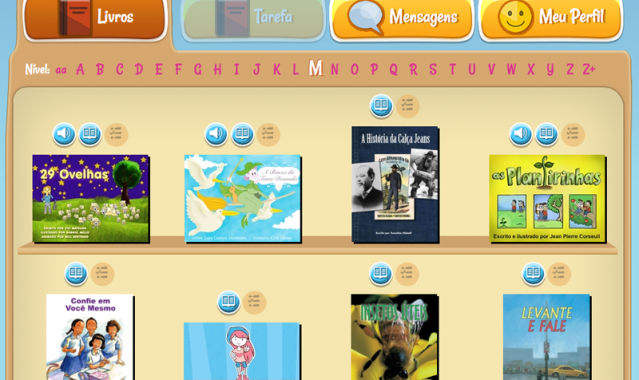 Livros
Tarefa
Mensagens
Meu Perfil
Nível: aa A B C D E F G H I J K L M N O P Q R S T U V W X Y Z Z+
29 Ovelhas
A História da Calça Jeans
as Plantirinhas
Escrito e ilustrado por Jean Pierre Corseuil
Confie em
Você Mesmo
INSETOS ÚTEIS
LEVANTE
E FALE